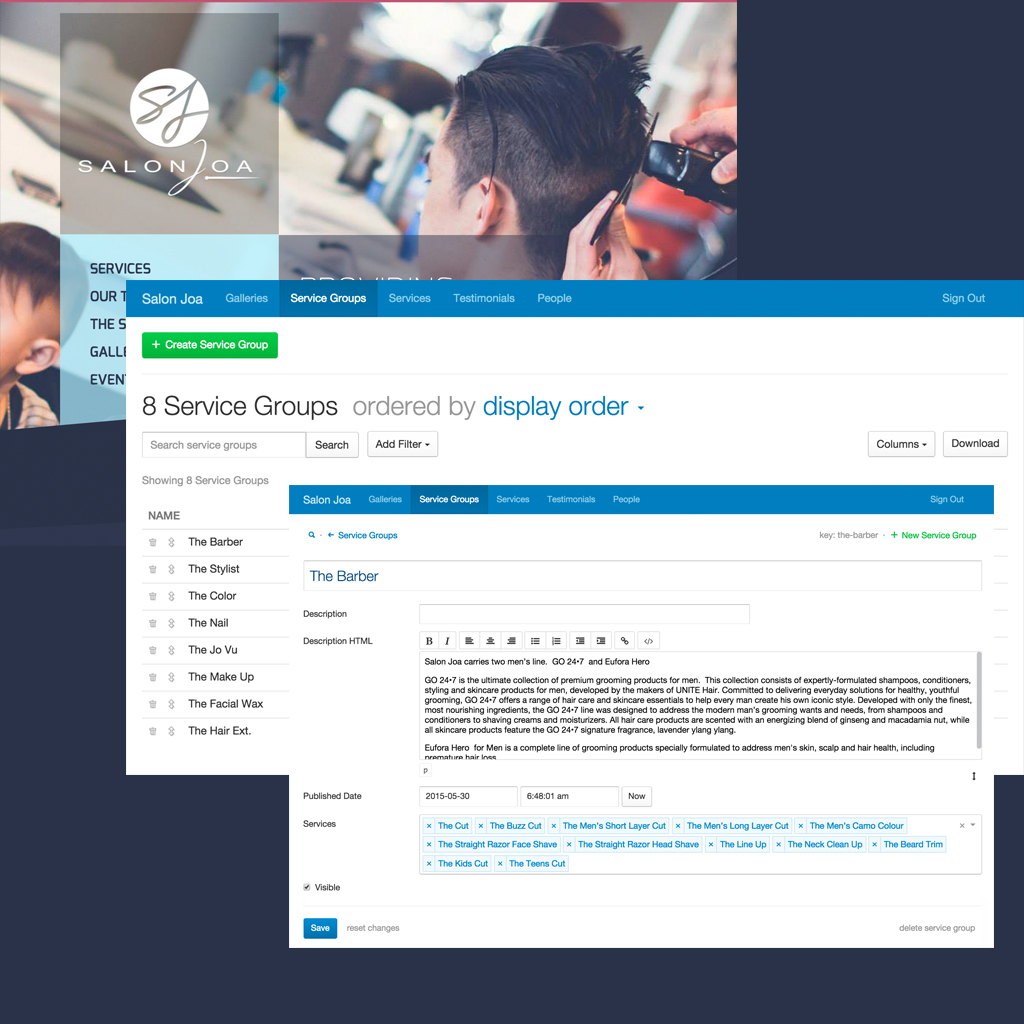 SJ
SALON JOA
SERVICES
OUR T
THE S
GALLE
EVEN
PROVIDING
Salon Joa Galleries Service Groups Services Testimonials People Sign Out
+ Create Service Group
8 Service Groups ordered by display order
Search service groups Search Add Filter Columns Download
Showing 8 Service Groups
NAME
The Barber
The Stylist
The Color
The Nail
The Jo Vu
The Make Up
The Facial Wax
The Hair Ext.
Salon Joa Galleries Service Groups Services Testimonials People Sign Out
· ← Service Groups key: the-barber · + New Service Group
The Barber
Description
Description HTML B I
Salon Joa carries two men's line. GO 24•7 and Eufora Hero
GO 24•7 is the ultimate collection of premium grooming products for men. This collection consists of expertly-formulated shampoos, conditioners,
styling and skincare products for men, developed by the makers of UNITE Hair. Committed to delivering everyday solutions for healthy, youthful
grooming, GO 24•7 offers a range of hair care and skincare essentials to help every man create his own iconic style. Developed with only the finest,
most nourishing ingredients, the GO 24•7 line was designed to address the modern man's grooming wants and needs, from shampoos and
conditioners to shaving creams and moisturizers. All hair care products are scented with an energizing blend of ginseng and macadamia nut, while
all skincare products feature the GO 24•7 signature fragrance, lavender ylang ylang.
Eufora Hero for Men is a complete line of grooming products specially formulated to address men's skin, scalp and hair health, including
premature hair loss
p
Published Date 2015-05-30 6:48:01 am Now
Services × The Cut × The Buzz Cut × The Men's Short Layer Cut × The Men's Long Layer Cut × The Men's Camo Colour ×
× The Straight Razor Face Shave × The Straight Razor Head Shave × The Line Up × The Neck Clean Up × The Beard Trim
× The Kids Cut × The Teens Cut
Visible
Save reset changes delete service group